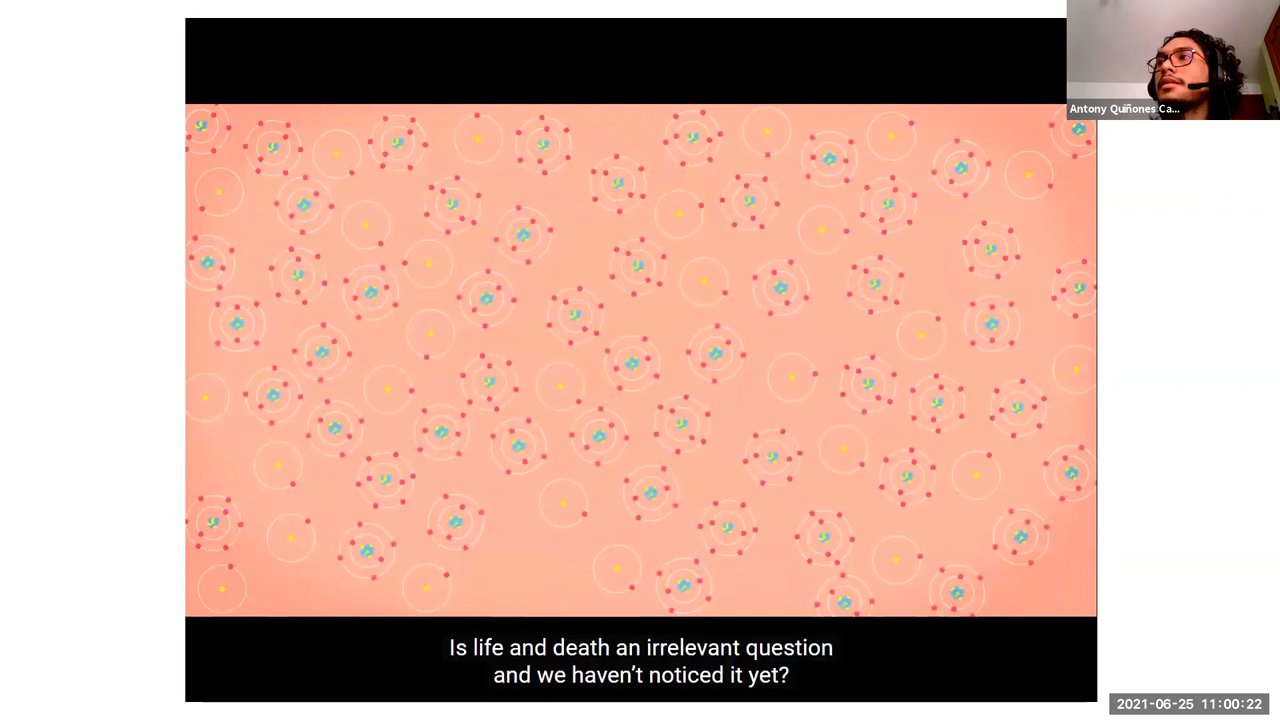 Antony Quiñones Ca...
Is life and death an irrelevant question
and we haven’t noticed it yet?
2021-06-25 11:00:22